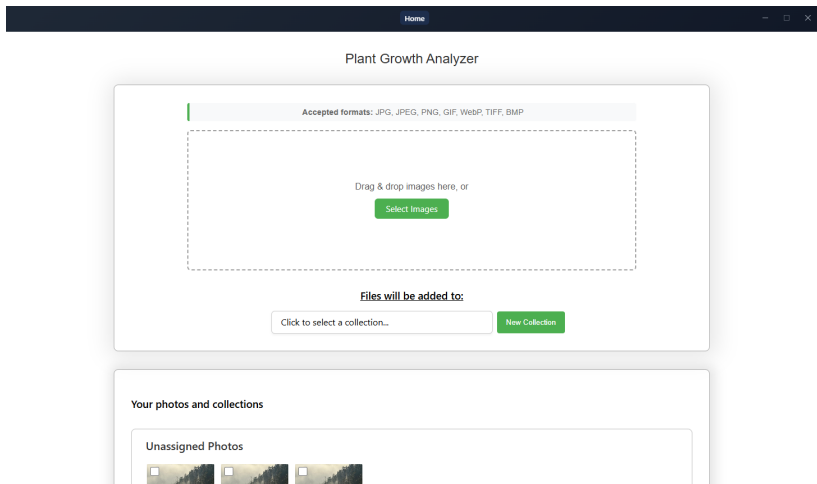 Home
Plant Growth Analyzer
Accepted formats: JPG, JPEG, PNG, GIF, WebP, TIFF, BMP
Drag & drop images here, or
Select Images
Files will be added to:
Click to select a collection...
New Collection
Your photos and collections
Unassigned Photos